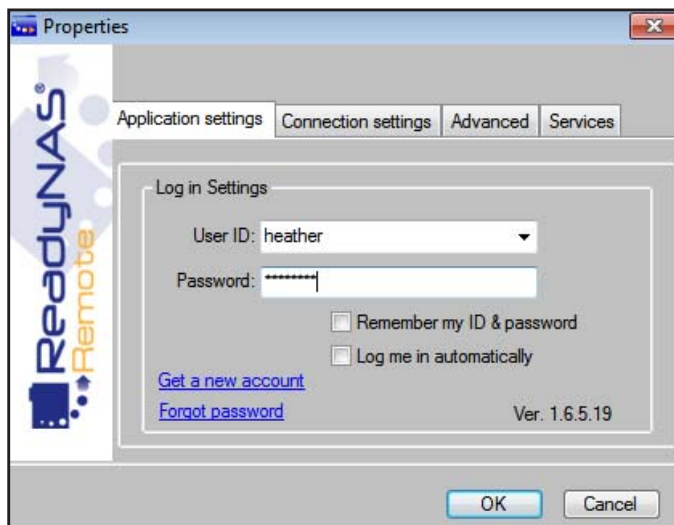 Properties
ReadyNAS®
Remote
Application settings Connection settings Advanced Services
Log in Settings
User ID: heather
Password: ********
Remember my ID & password
Log me in automatically
Get a new account
Forgot password Ver. 1.6.5.19
OK Cancel